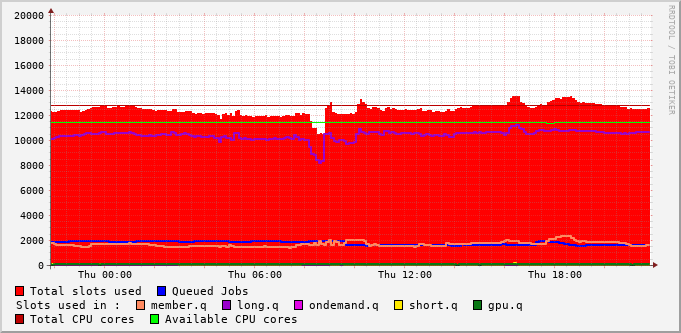 20000
18000
16000
14000
12000
10000
8000
6000
4000
2000
0
Thu 00:00 Thu 06:00 Thu 12:00 Thu 18:00
RRDTOOL / TOBI OETIKER
Total slots used Queued Jobs
Slots used in : member.q long.q ondemand.q short.q gpu.q
Total CPU cores Available CPU cores